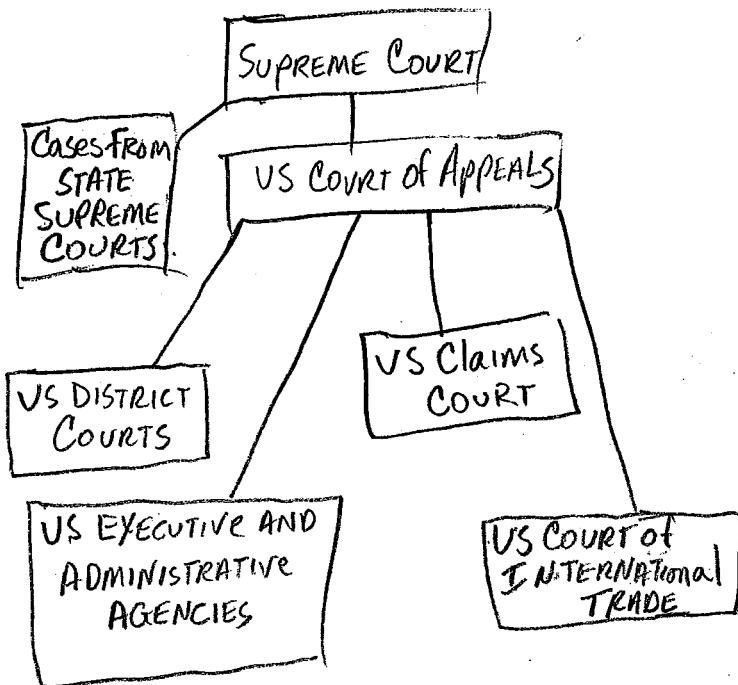 SUPREME COURT
Cases FROM
STATE
SUPREME
COURTS.
US COURT of APPEALS
US DISTRICT
COURTS
US Claims
COURT
US EXECUTIVE AND
ADMINISTRATIVE
AGENCIES
US COURT of
INTERNATIONAL
TRADE